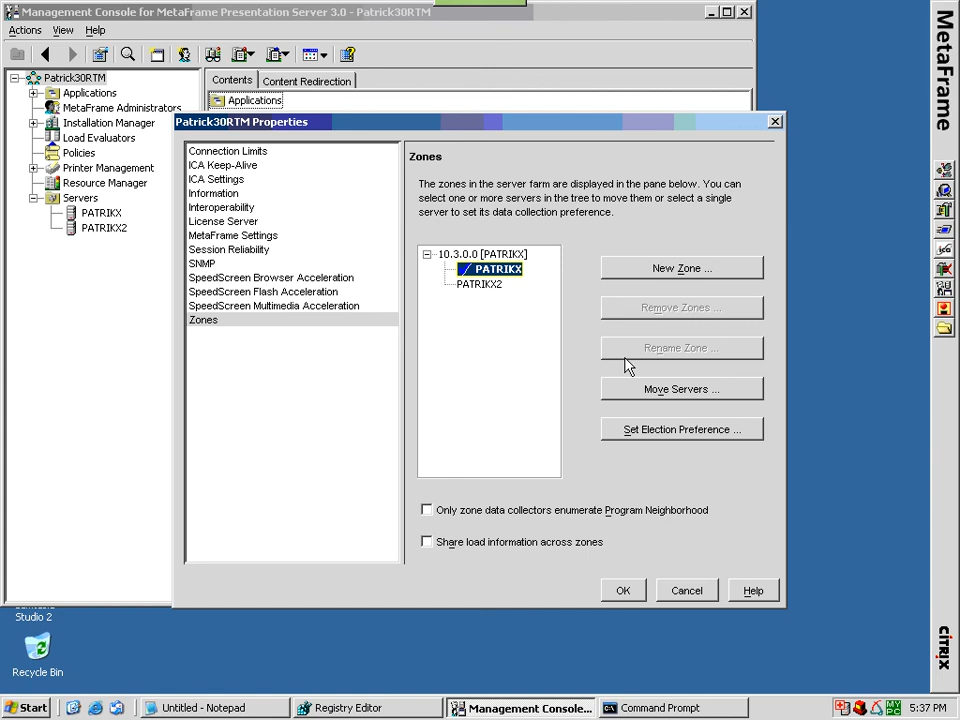 Management Console for MetaFrame Presentation Server 3.0 - Patrick30RTM
Actions View Help
Patrick30RTM
Applications
MetaFrame Administrators
Installation Manager
Load Evaluators
Policies
Printer Management
Resource Manager
Servers
PATRIKX
PATRIKX2
Contents
Content Redirection
Applications
Patrick30RTM Properties
Connection Limits
ICA Keep-Alive
ICA Settings
Information
Interoperability
License Server
MetaFrame Settings
Session Reliability
SNMP
SpeedScreen Browser Acceleration
SpeedScreen Flash Acceleration
SpeedScreen Multimedia Acceleration
Zones
Zones
The zones in the server farm are displayed in the pane below. You can
select one or more servers in the tree to move them or select a single
server to set its data collection preference.
10.3.0.0 [PATRIKX]
PATRIKX
PATRIKX2
New Zone ...
Remove Zones ...
Rename Zone ...
Move Servers ...
Set Election Preference ...
Only zone data collectors enumerate Program Neighborhood
Share load information across zones
OK
Cancel
Help
MetaFrame
ica
CITRIX
Studio 2
Recycle Bin
Start
Untitled - Notepad
Registry Editor
Management Console...
Command Prompt
MY
PC
5:37 PM